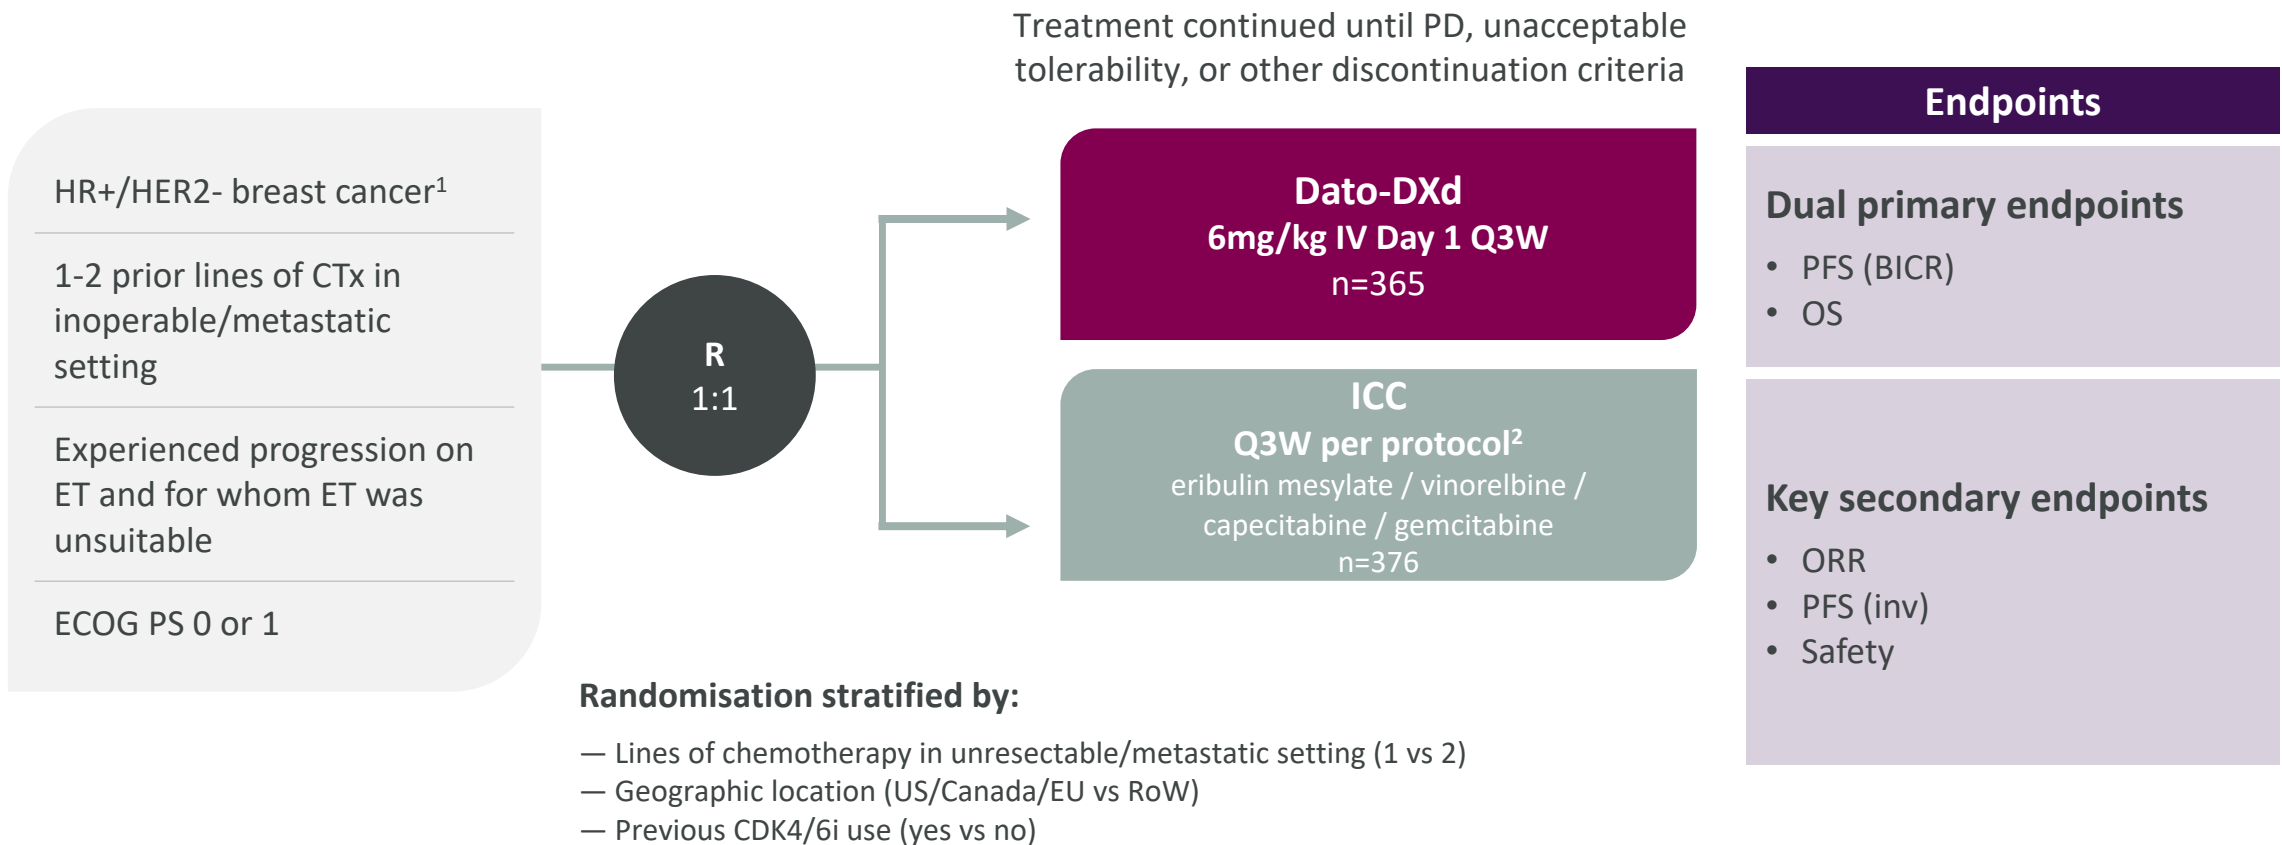 Treatment continued until PD, unacceptable
tolerability, or other discontinuation criteria
HR+/HER2- breast cancer¹
1-2 prior lines of CTx in
inoperable/metastatic
setting
Experienced progression on
ET and for whom ET was
unsuitable
ECOG PS 0 or 1
R
1:1
Dato-DXd
6mg/kg IV Day 1 Q3W
n=365
ICC
Q3W per protocol²
eribulin mesylate / vinorelbine /
capecitabine / gemcitabine
n=376
Randomisation stratified by:
— Lines of chemotherapy in unresectable/metastatic setting (1 vs 2)
— Geographic location (US/Canada/EU vs RoW)
— Previous CDK4/6i use (yes vs no)
Endpoints
Dual primary endpoints
• PFS (BICR)
• OS
Key secondary endpoints
• ORR
• PFS (inv)
• Safety